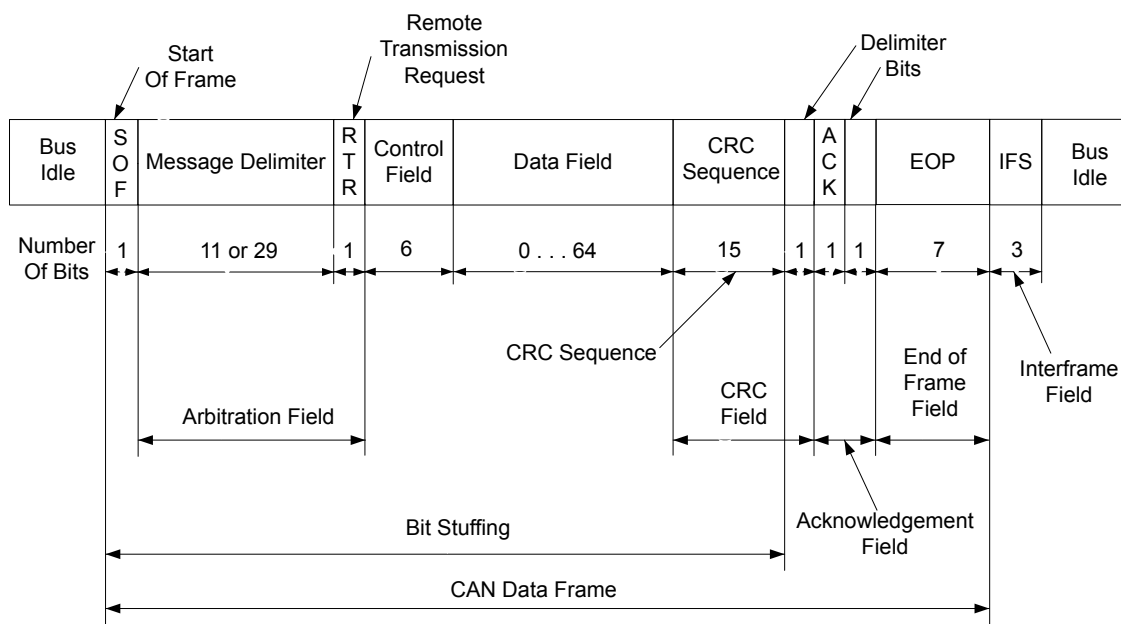 Start
Of Frame
Remote
Transmission
Request
Delimiter
Bits
Bus
Idle
S
O
F
Message Delimiter
R
T
R
Control
Field
Data Field
CRC
Sequence
A
C
K
EOP
IFS
Bus
Idle
Number
Of Bits
1
11 or 29
1
6
0 . . . 64
15
1
1
1
7
3
CRC Sequence
End of
Frame
Field
Interframe
Field
Arbitration Field
CRC
Field
Bit Stuffing
Acknowledgement
Field
CAN Data Frame